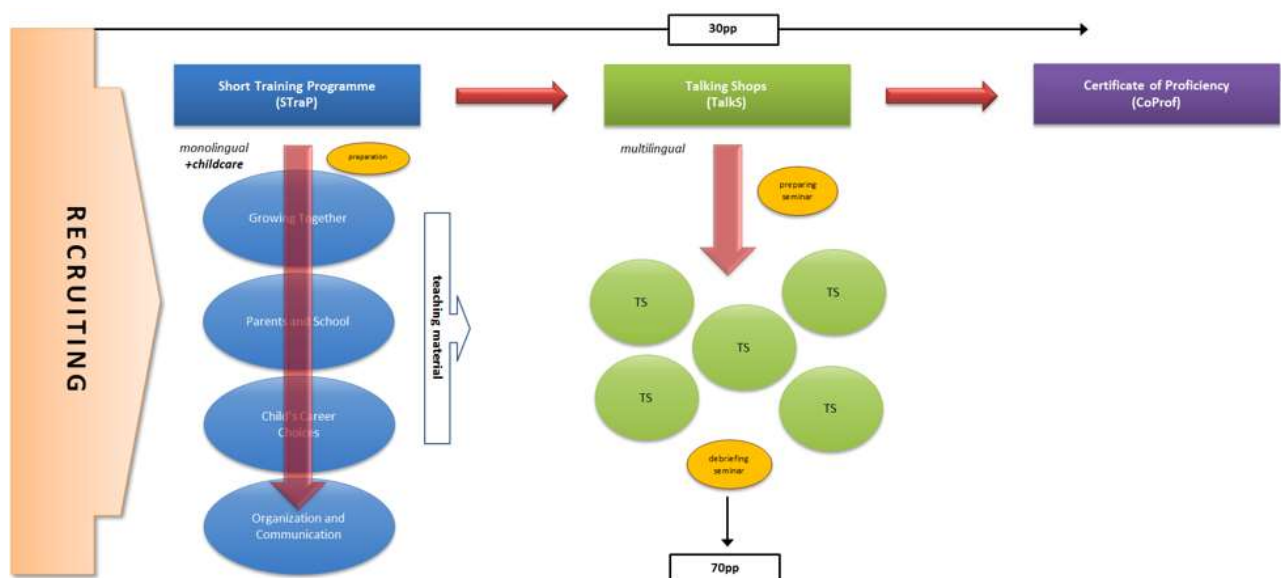 30pp
RECRUITING
Short Training Programme
(STraP)
Talking Shops
(TalkS)
Certificate of Proficiency
(CoProf)
monolingual
+childcare
preparation
multilingual
preparing
seminar
Growing Together
Parents and School
Child's Career
Choices
Organization and
Communication
teaching material
TS
TS
TS
TS
TS
debriefing
seminar
70pp